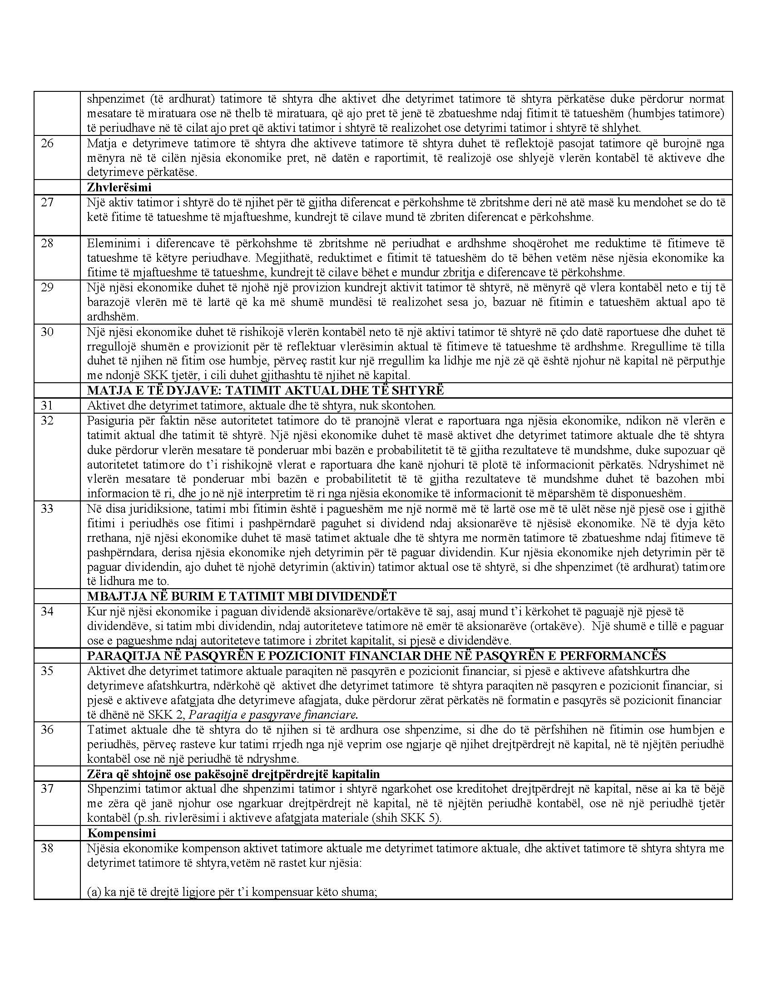 shpenzimet (të ardhurat) tatimore të shtyra dhe aktivet dhe detyrimet tatimore të shtyra përkatëse duke përdorur normat
mesatare të miratuara ose në thelb të miratuara, që ajo pret të jenë të zbatueshme ndaj fitimit të tatueshëm (humbjes tatimore)
të periudhave në të cilat ajo pret që aktivi tatimor i shtyrë të realizohet ose detyrimi tatimor i shtyrë të shlyhet.
26 Matja e detyrimeve tatimore të shtyra dhe aktiveve tatimore të shtyra duhet të reflektojë pasojat tatimore që burojnë nga
mënyra në të cilën njësia ekonomike pret, në datën e raportimit, të realizojë ose shlyejë vlerën kontabël të aktiveve dhe
detyrimeve përkatëse.
Zhvlerësimi
27 Një aktiv tatimor i shtyrë do të njihet për të gjitha diferencat e përkohshme të zbritshme deri në atë masë ku mendohet se do të
ketë fitime të tatueshme të mjaftueshme, kundrejt të cilave mund të zbriten diferencat e përkohshme.
28 Eleminimi i diferencave të përkohshme të zbritshme në periudhat e ardhshme shoqërohet me reduktime të fitimeve të
tatueshme të këtyre periudhave. Megjithatë, reduktimet e fitimit të tatueshëm do të bëhen vetëm nëse njësia ekonomike ka
fitime të mjaftueshme të tatueshme, kundrejt të cilave bëhet e mundur zbritja e diferencave të përkohshme.
29 Një njësi ekonomike duhet të njohë një provizion kundrejt aktivit tatimor të shtyrë, në mënyrë që vlera kontabël neto e tij të
barazojë vlerën më të lartë që ka më shumë mundësi të realizohet sesa jo, bazuar në fitimin e tatueshëm aktual apo të
ardhshëm.
30 Një njësi ekonomike duhet të rishikojë vlerën kontabël neto të një aktivi tatimor të shtyrë në çdo datë raportuese dhe duhet të
rregullojë shumën e provizionit për të reflektuar vlerësimin aktual të fitimeve të tatueshme të ardhshme. Rregullime të tilla
duhet të njihen në fitim ose humbje, përveç rastit kur një rregullim ka lidhje me një zë që është njohur në kapital në përputhje
me ndonjë SKK tjetër, i cili duhet gjithashtu të njihet në kapital.
MATJA E TË DYJAVE: TATIMIT AKTUAL DHE TË SHTYRË
31 Aktivet dhe detyrimet tatimore, aktuale dhe të shtyra, nuk skontohen.
32 Pasiguria për faktin nëse autoritetet tatimore do të pranojnë vlerat e raportuara nga njësia ekonomike, ndikon në vlerën e
tatimit aktual dhe tatimit të shtyrë. Një njësi ekonomike duhet të masë aktivet dhe detyrimet tatimore aktuale dhe të shtyra
duke përdorur vlerën mesatare të ponderuar mbi bazën e probabilitetit të të gjitha rezultateve të mundshme, duke supozuar që
autoritetet tatimore do t’i rishikojnë vlerat e raportuara dhe kanë njohuri të plotë të informacionit përkatës. Ndryshimet në
vlerën mesatare të ponderuar mbi bazën e probabilitetit të të gjitha rezultateve të mundshme duhet të bazohen mbi
informacion të ri, dhe jo në një interpretim të ri nga njësia ekonomike të informacionit të mëparshëm të disponueshëm.
33 Në disa juridiksione, tatimi mbi fitimin është i pagueshëm me një normë më të lartë ose më të ulët nëse një pjesë ose i gjithë
fitimi i periudhës ose fitimi i pashpërndarë paguhet si dividend ndaj aksionarëve të njësisë ekonomike. Në të dyja këto
rrethana, një njësi ekonomike duhet të masë tatimet aktuale dhe të shtyra me normën tatimore të zbatueshme ndaj fitimeve të
pashpërndara, derisa njësia ekonomike njeh detyrimin për të paguar dividendin. Kur njësia ekonomike njeh detyrimin për të
paguar dividendin, ajo duhet të njohë detyrimin (aktivin) tatimor aktual ose të shtyrë, si dhe shpenzimet (të ardhurat) tatimore
të lidhura me to.
MBAJTJA NË BURIM E TATIMIT MBI DIVIDENDËT
34 Kur një njësi ekonomike i paguan dividendë aksionarëve/ortakëve të saj, asaj mund t’i kërkohet të paguajë një pjesë të
dividendëve, si tatim mbi dividendin, ndaj autoriteteve tatimore në emër të aksionarëve (ortakëve). Një shumë e tillë e paguar
ose e pagueshme ndaj autoriteteve tatimore i zbritet kapitalit, si pjesë e dividendëve.
PARAQITJA NË PASQYRËN E POZICIONIT FINANCIAR DHE NË PASQYRËN E PERFORMANCËS
35 Aktivet dhe detyrimet tatimore aktuale paraqiten në pasqyrën e pozicionit financiar, si pjesë e aktiveve afatshkurtra dhe
detyrimeve afatshkurtra, ndërkohë që aktivet dhe detyrimet tatimore të shtyra paraqiten në pasqyren e pozicionit financiar, si
pjesë e aktiveve afatgjata dhe detyrimeve afagjata, duke përdorur zërat përkatës në formatin e pasqyrës së pozicionit financiar
të dhënë në SKK 2, Paraqitja e pasqyrave financiare.
36 Tatimet aktuale dhe të shtyra do të njihen si të ardhura ose shpenzime, si dhe do të përfshihen në fitimin ose humbjen e
periudhës, përveç rasteve kur tatimi rrjedh nga një veprim ose ngjarje që njihet drejtpërdrejt në kapital, në të njëjtën periudhë
kontabël ose në një periudhë të ndryshme.
Zëra që shtojnë ose pakësojnë drejtpërdrejtë kapitalin
37 Shpenzimi tatimor aktual dhe shpenzimi tatimor i shtyrë ngarkohet ose kreditohet drejtpërdrejt në kapital, nëse ai ka të bëjë
me zëra që janë njohur ose ngarkuar drejtpërdrejt në kapital, në të njëjtën periudhë kontabël, ose në një periudhë tjetër
kontabël (p.sh. rivlerësimi i aktiveve afatgjata materiale (shih SKK 5).
Kompensimi
38 Njësia ekonomike kompenson aktivet tatimore aktuale me detyrimet tatimore aktuale, dhe aktivet tatimore të shtyra shtyra me
detyrimet tatimore të shtyra,vetëm në rastet kur njësia:
(a) ka një të drejtë ligjore për t’i kompensuar këto shuma;